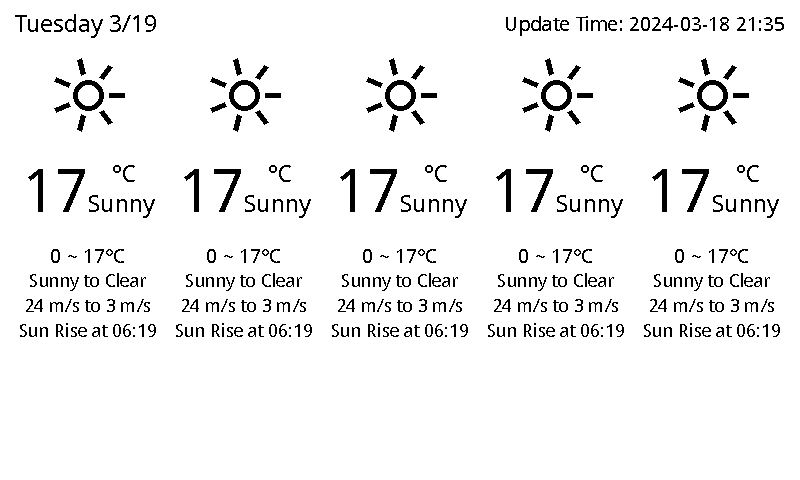 Tuesday 3/19
Update Time: 2024-03-18 21:35
17 °C Sunny
17 °C Sunny
17 °C Sunny
17 °C Sunny
17 °C Sunny
0 ~ 17°C 0 ~ 17°C 0 ~ 17°C 0 ~ 17°C 0 ~ 17°C
Sunny to Clear Sunny to Clear Sunny to Clear Sunny to Clear Sunny to Clear
24 m/s to 3 m/s 24 m/s to 3 m/s 24 m/s to 3 m/s 24 m/s to 3 m/s 24 m/s to 3 m/s
Sun Rise at 06:19 Sun Rise at 06:19 Sun Rise at 06:19 Sun Rise at 06:19 Sun Rise at 06:19